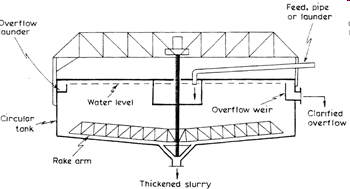 Overflow
launder
Feed, pipe
or launder
Water level
Overflow weir
Clarified
overflow
Circular
tank
Rake arm
Thickened slurry